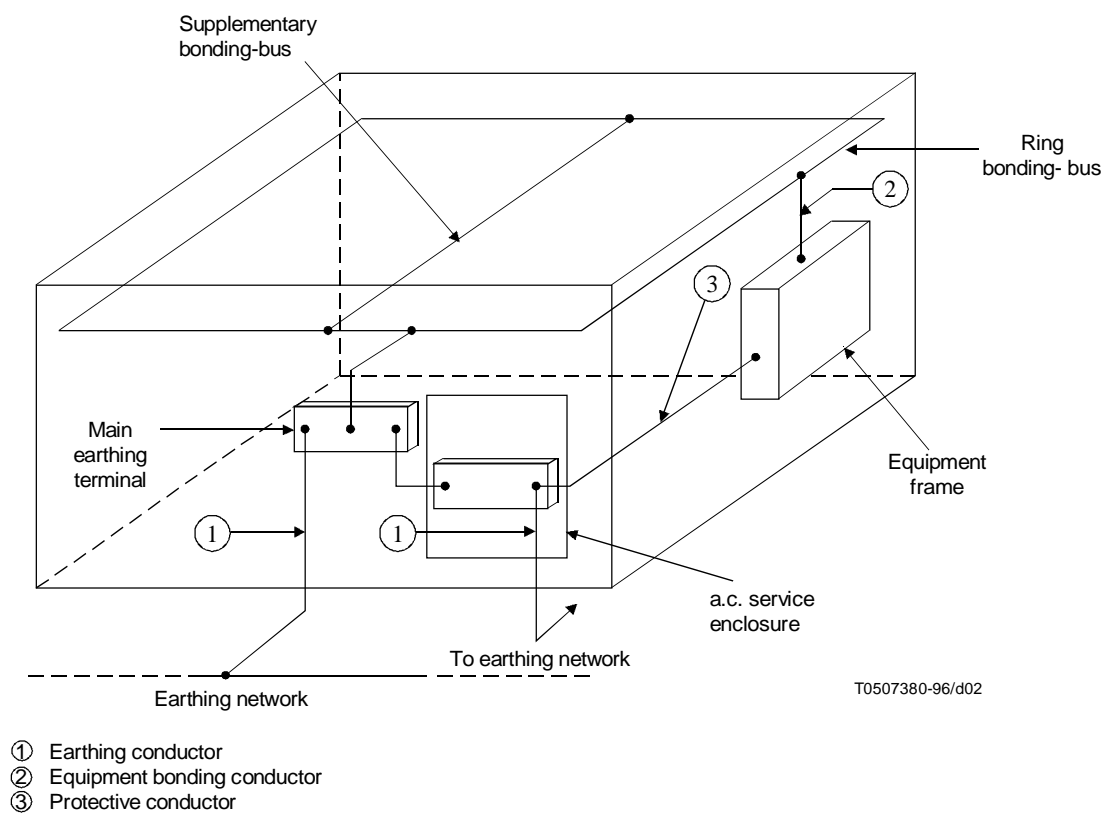 Supplementary
bonding-bus
Ring
bonding- bus
2
3
Main
earthing
terminal
Equipment
frame
1
1
a.c. service
enclosure
To earthing network
Earthing network
T0507380-96/d02
1 Earthing conductor
2 Equipment bonding conductor
3 Protective conductor